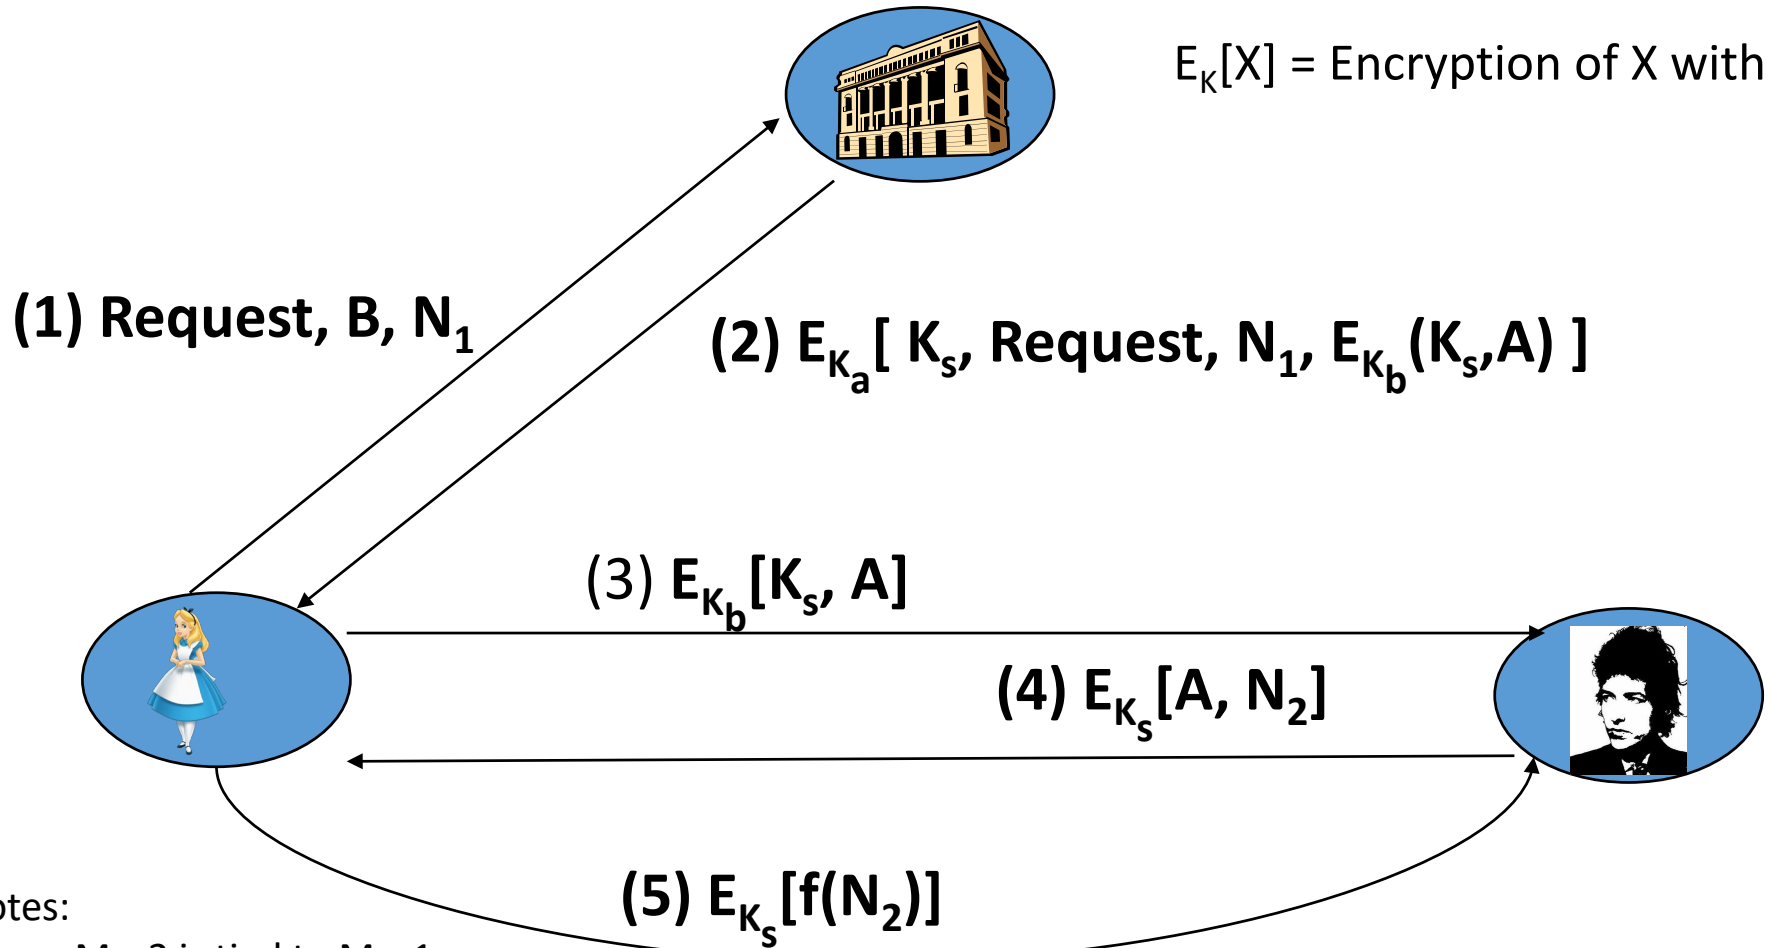 E_K[X] = Encryption of X with
(1) Request, B, N_1
(2) E_{K_a}[ K_s, Request, N_1, E_{K_b}(K_s,A) ]
(3) E_{K_b}[K_s, A]
(4) E_{K_s}[A, N_2]
(5) E_{K_s}[f(N_2)]
otes: